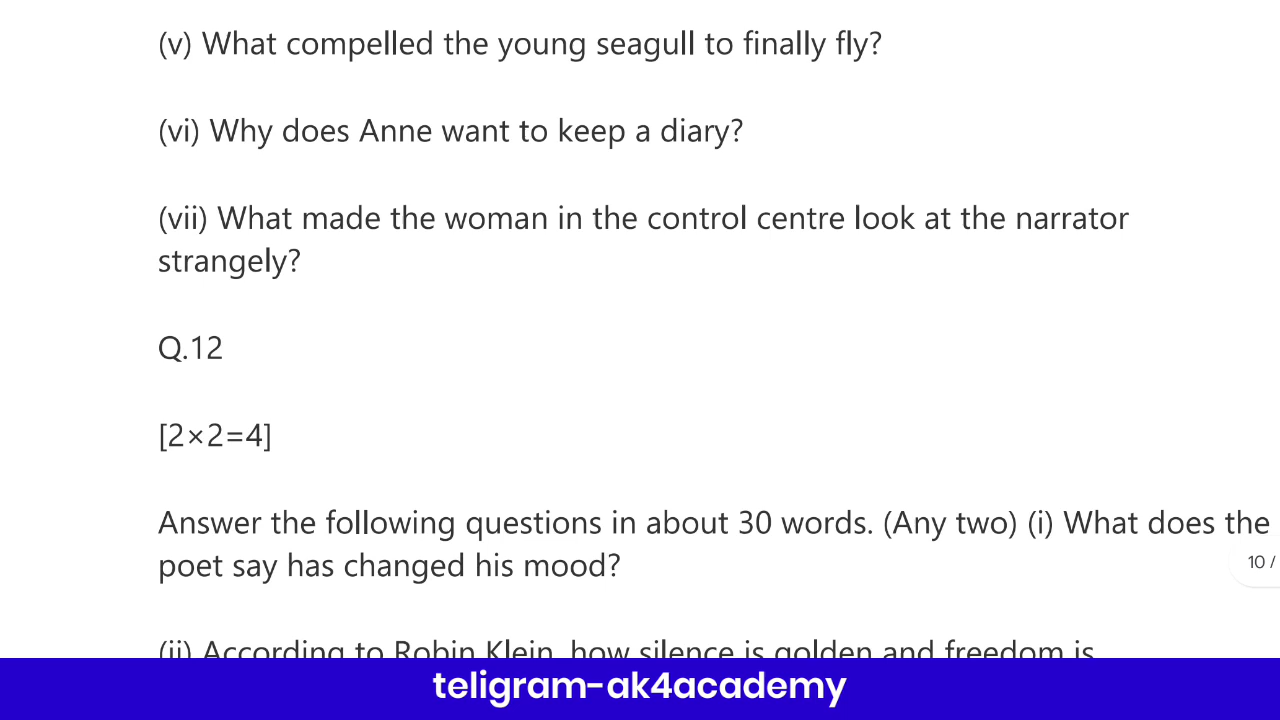 (v) What compelled the young seagull to finally fly?
(vi) Why does Anne want to keep a diary?
(vii) What made the woman in the control centre look at the narrator
strangely?
Q.12
[2×2=4]
Answer the following questions in about 30 words. (Any two) (i) What does the
poet say has changed his mood?
10 /
(ii) According to Robin Klein, how silence is golden and freedom is
teligram-ak4academy